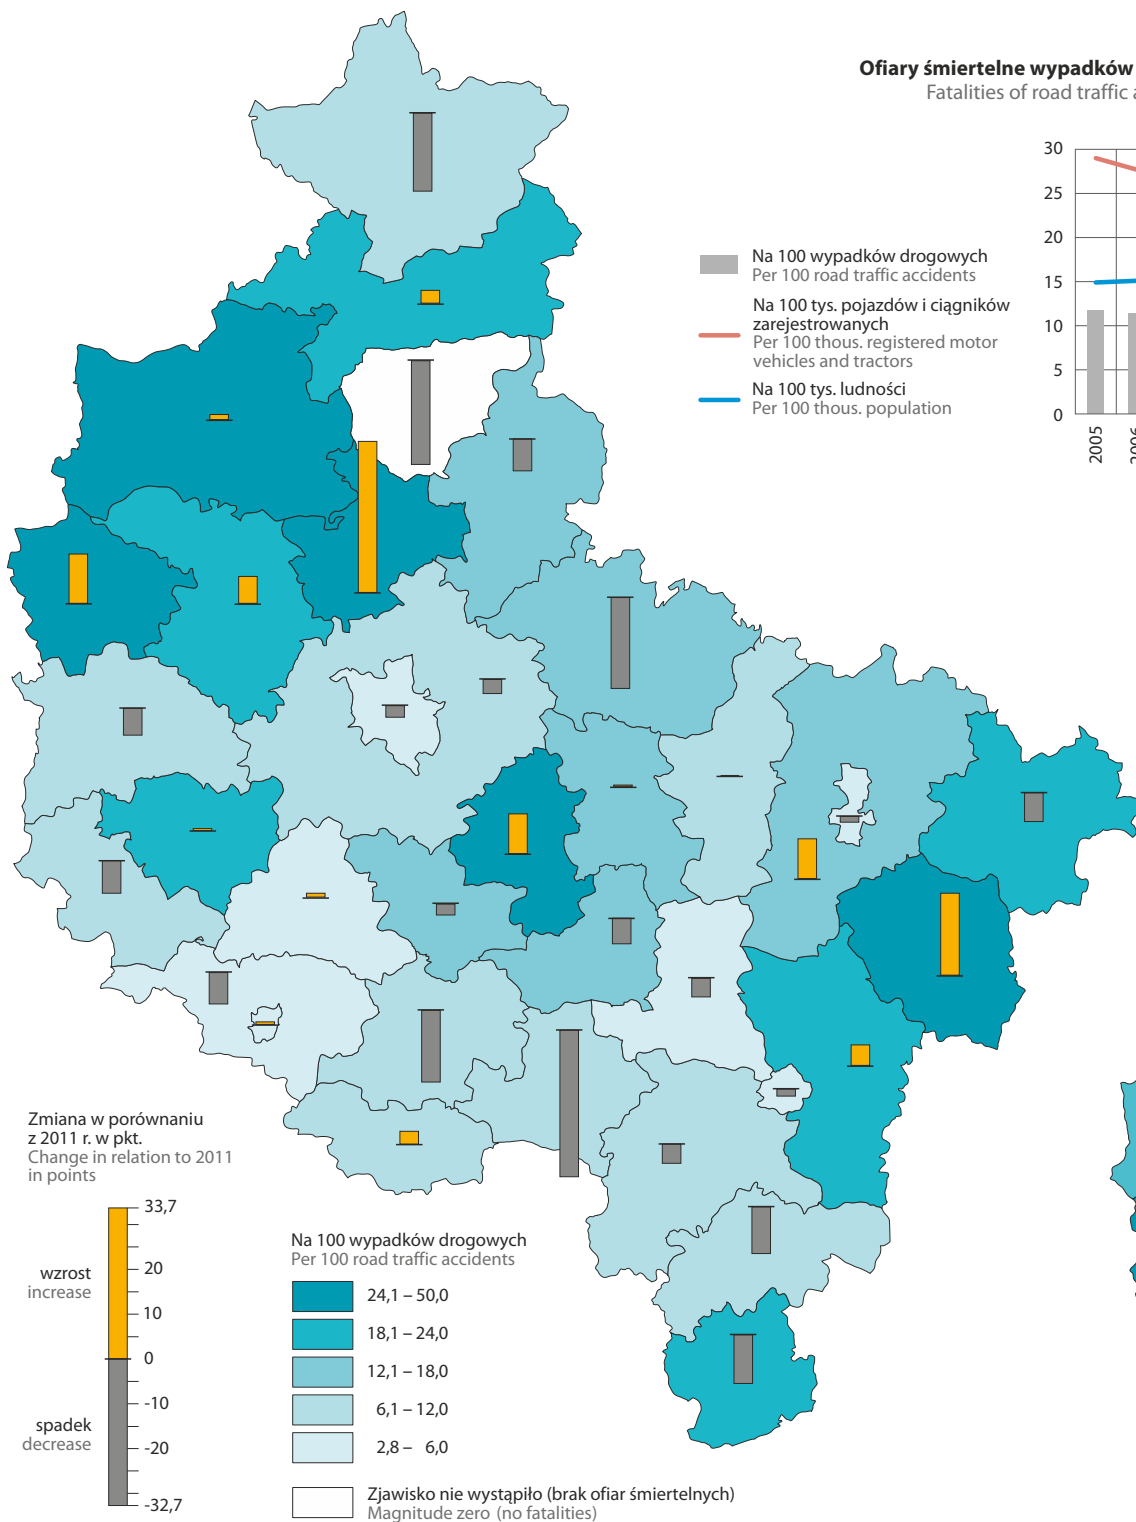 Ofiary śmiertelne wypadków
Fatalities of road traffic a
30
25
20
15
10
5
0
2005
2006
Na 100 wypadków drogowych
Per 100 road traffic accidents
Na 100 tys. pojazdów i ciągników
zarejestrowanych
Per 100 thous. registered motor
vehicles and tractors
Na 100 tys. ludności
Per 100 thous. population
Zmiana w porównaniu
z 2011 r. w pkt.
Change in relation to 2011
in points
33,7
20
10
0
-10
-20
-32,7
wzrost
increase
spadek
decrease
Na 100 wypadków drogowych
Per 100 road traffic accidents
24,1 – 50,0
18,1 – 24,0
12,1 – 18,0
6,1 – 12,0
2,8 – 6,0
Zjawisko nie wystąpiło (brak ofiar śmiertelnych)
Magnitude zero (no fatalities)